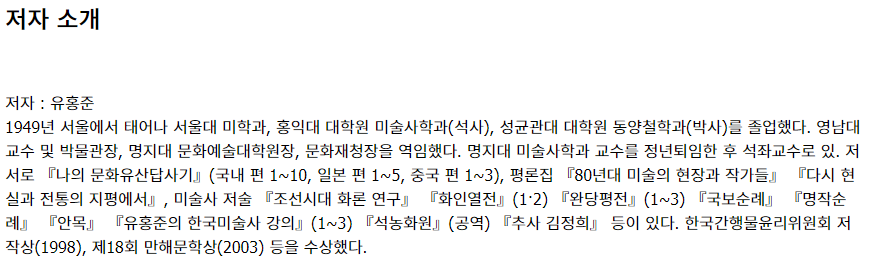 저자 소개
저자 : 유홍준
1949년 서울에서 태어나 서울대 미학과, 홍익대 대학원 미술사학과(석사), 성균관대 대학원 동양철학과(박사)를 졸업했다. 영남대
교수 및 박물관장, 명지대 문화예술대학원장, 문화재청장을 역임했다. 명지대 미술사학과 교수를 정년퇴임한 후 석좌교수로 있. 저
서로 『나의 문화유산답사기』(국내 편 1~10, 일본 편 1~5, 중국 편 1~3), 평론집 『80년대 미술의 현장과 작가들』 『다시 현
실과 전통의 지평에서』, 미술사 저술 『조선시대 화론 연구』 『화인열전』(1·2) 『완당평전』(1~3) 『국보순례』 『명작순
례』 『안목』 『유홍준의 한국미술사 강의』(1~3) 『석농화원』(공역) 『추사 김정희』 등이 있다. 한국간행물윤리위원회 저
작상(1998), 제18회 만해문학상(2003) 등을 수상했다.